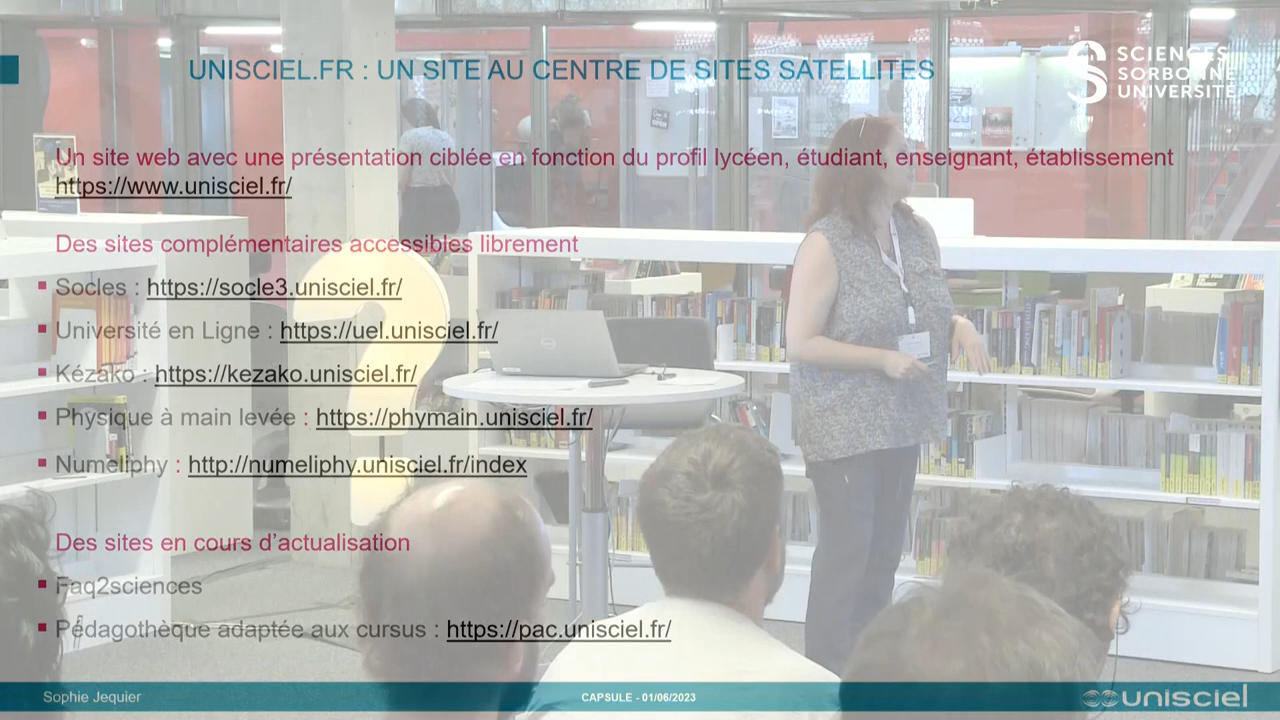 UNISCIEL.FR : UN SITE AU CENTRE DE SITES SATELLITES
SCIENCES
SORBONNE
UNIVERSITÉ
Un site web avec une présentation ciblée en fonction du profil lycéen, étudiant, enseignant, établissement
https://www.unisciel.fr/
Des sites complémentaires accessibles librement
Socles : https://socle3.unisciel.fr/
Université en Ligne : https://uel.unisciel.fr/
Kézako : https://kezako.unisciel.fr/
Physique à main levée : https://phymain.unisciel.fr/
Numeliphy : http://numeliphy.unisciel.fr/index
Des sites en cours d'actualisation
Faq2sciences
Pédagothèque adaptée aux cursus : https://pac.unisciel.fr/
Sophie Jequier
CAPSULE - 01/06/2023
unisciel